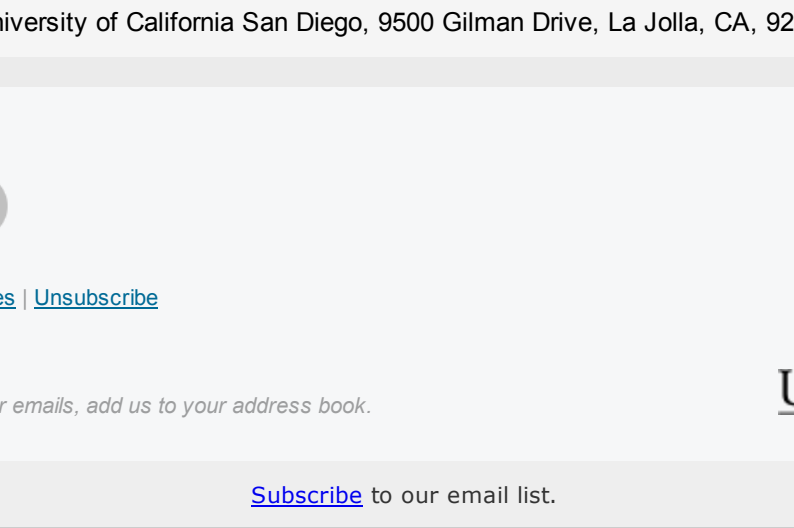 niversity of California San Diego, 9500 Gilman Drive, La Jolla, CA, 92
es | Unsubscribe
r emails, add us to your address book.
U
Subscribe to our email list.